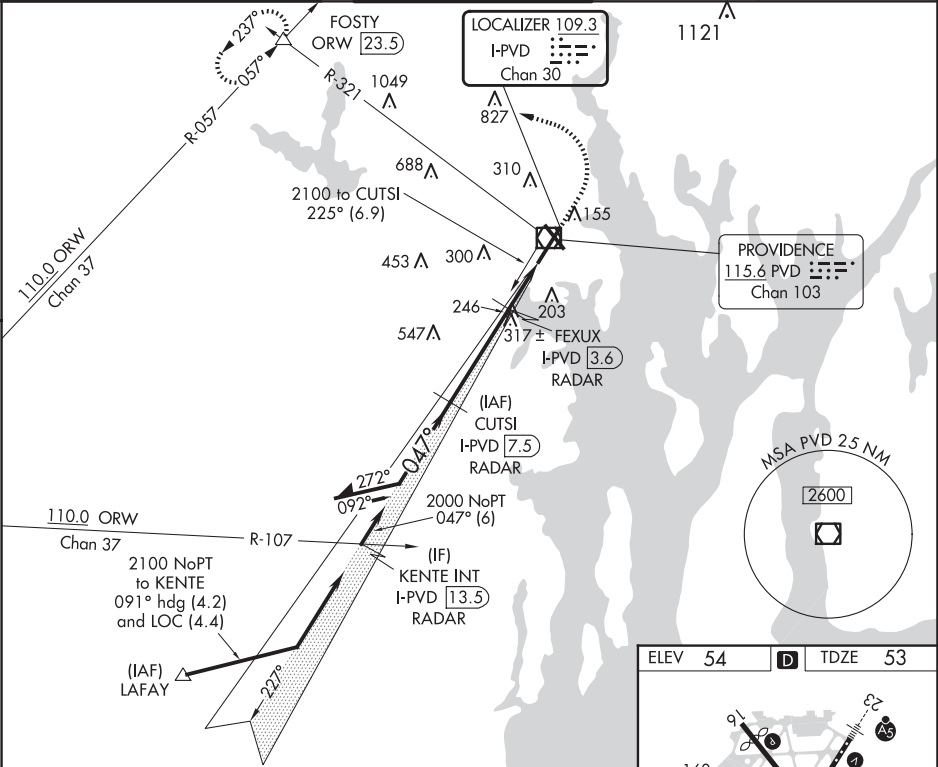 237°
057°
FOSTY
ORW 23.5
LOCALIZER 109.3
I-PVD
Chan 30
1121
R-321
1049
827
R-057
688
310
2100 to CUTSI
225° (6.9)
155
453
300
PROVIDENCE
115.6 PVD
Chan 103
110.0 ORW
Chan 37
246
203
547
317 ± FEXUX
I-PVD 3.6
RADAR
(IAF)
CUTSI
I-PVD 7.5
RADAR
047°
272°
092°
2000 NoPT
047° (6)
MSA PVD 25 NM
2600
110.0 ORW
Chan 37
R-107
(IF)
KENTE INT
I-PVD 13.5
RADAR
2100 NoPT
to KENTE
091° hdg (4.2)
and LOC (4.4)
(IAF)
LAFAY
227°
ELEV 54 D TDZE 53
16
23
P
A5
V